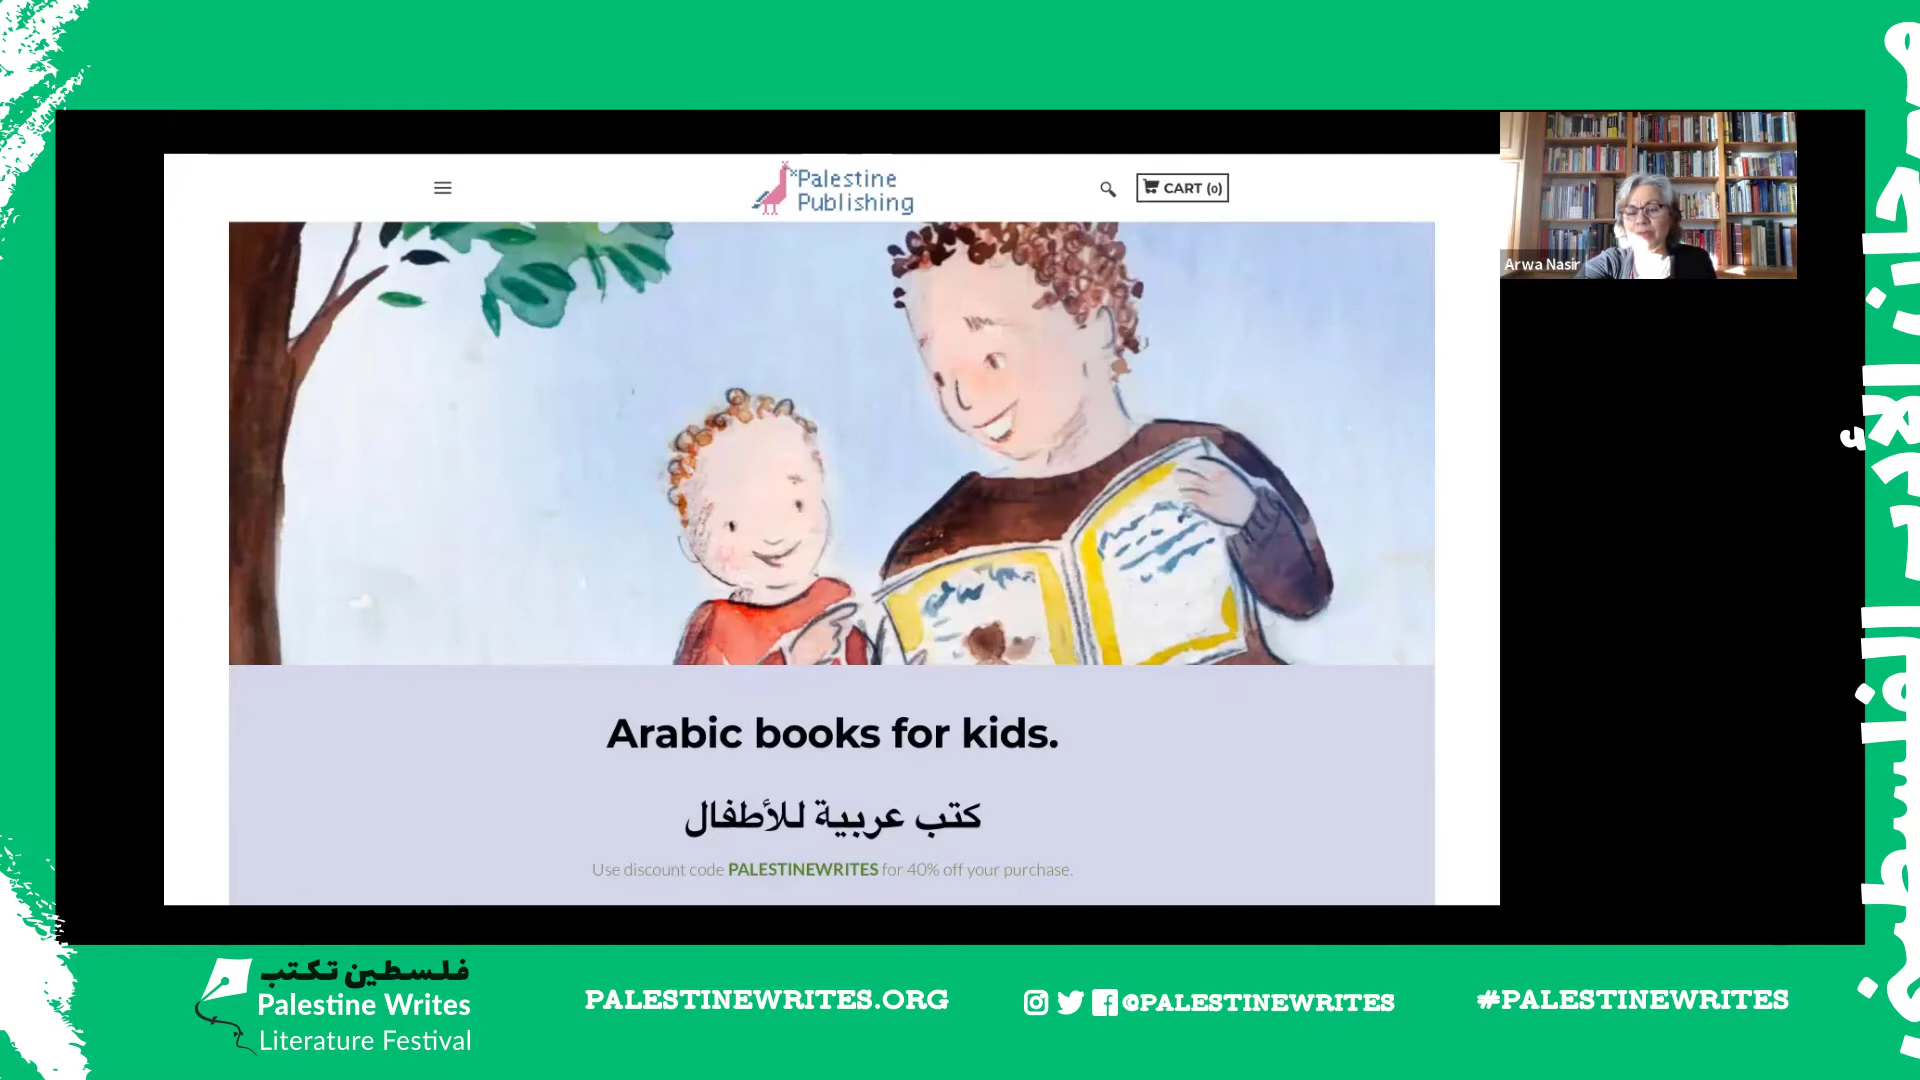 Palestine
Publishing
CART (0)
Arwa Nasir
Arabic books for kids.
كتب عربية للأطفال
Use discount code PALESTINEWRITES for 40% off your purchase.
فلسطين تكتب
Palestine Writes
Literature Festival
PALESTINEWRITES.ORG
@PALESTINEWRITES
#PALESTINEWRITES